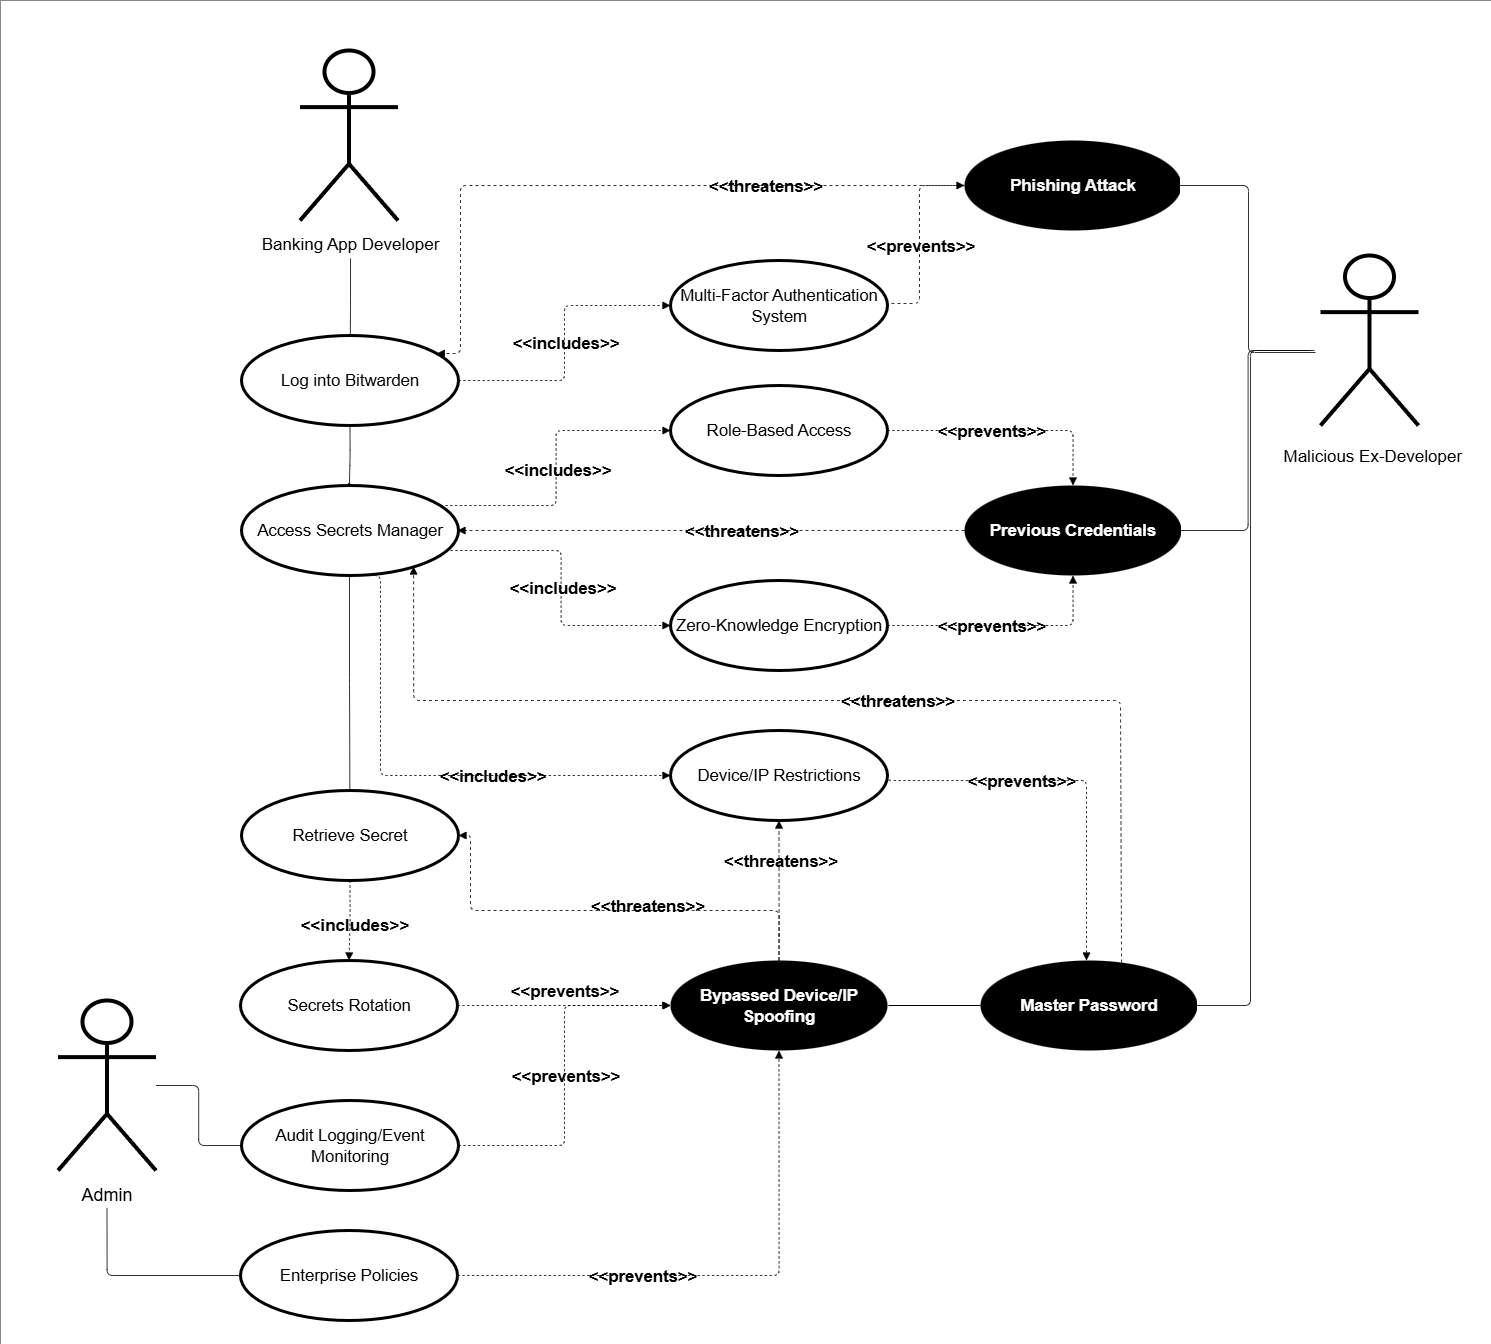 <<threatens>>
Phishing Attack
Banking App Developer
<<prevents>>
Multi-Factor Authentication
System
<<includes>>
Log into Bitwarden
Role-Based Access
<<prevents>>
Malicious Ex-Developer
<<includes>>
Access Secrets Manager
<<threatens>>
Previous Credentials
<<includes>>
Zero-Knowledge Encryption
<<prevents>>
<<threatens>>
<<includes>>
Device/IP Restrictions
<<prevents>>
Retrieve Secret
<<threatens>>
<<threatens>>
<<includes>>
<<prevents>>
Secrets Rotation
Bypassed Device/IP
Spoofing
Master Password
<<prevents>>
Audit Logging/Event
Monitoring
Admin
Enterprise Policies
<<prevents>>